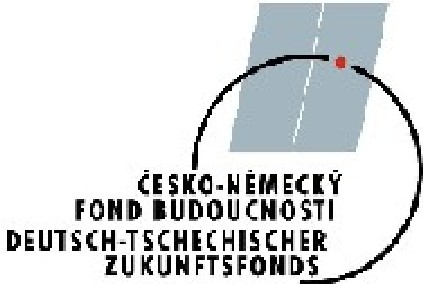 ČESKO-NĚMECKÝ
FOND BUDOUCNOSTI
DEUTSCH-TSCHECHISCHER
ZUKUNFTSFONDS